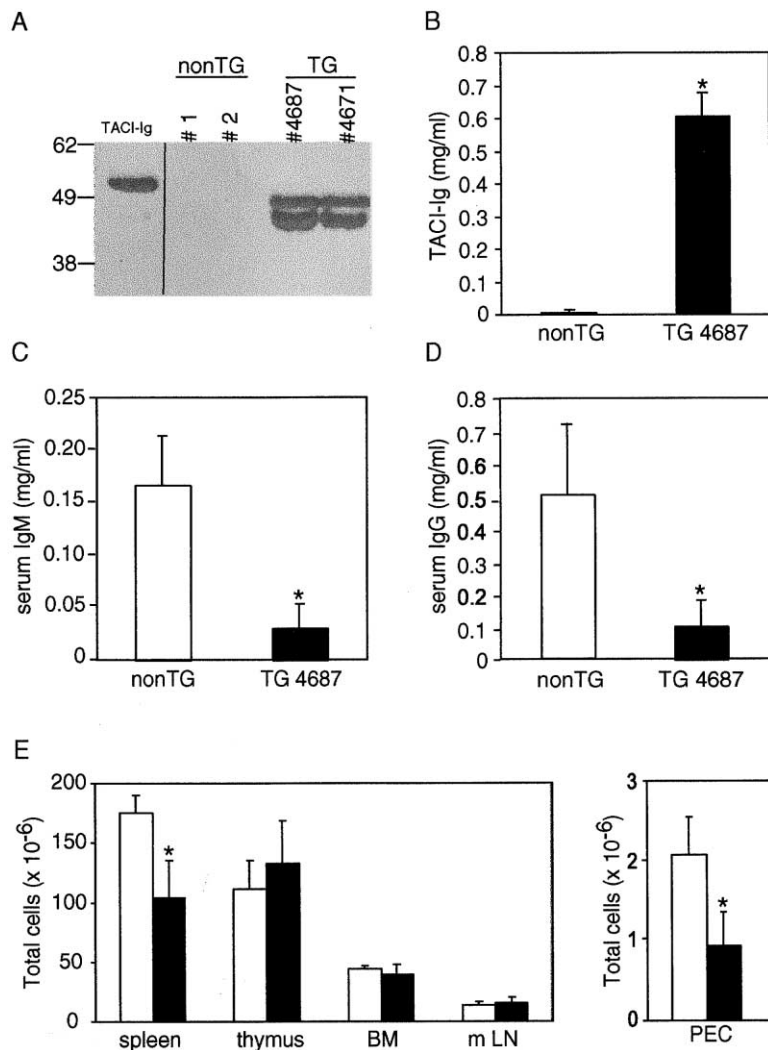 A
nonTG
TG
TACI-Ig
# 1
# 2
#4687
#4671
62
49
38
B
TACI-Ig (mg/ml)
0.8
0.7
0.6
0.5
0.4
0.3
0.2
0.1
0
*
nonTG
TG 4687
C
serum IgM (mg/ml)
0.25
0.20
0.15
0.10
0.05
0
*
nonTG
TG 4687
D
serum IgG (mg/ml)
0.8
0.7
0.6
0.5
0.4
0.3
0.2
0.1
0
*
nonTG
TG 4687
E
Total cells (x 10⁻⁶)
200
150
100
50
0
*
spleen
thymus
BM
m LN
Total cells (x 10⁻⁶)
3
2
1
0
*
PEC